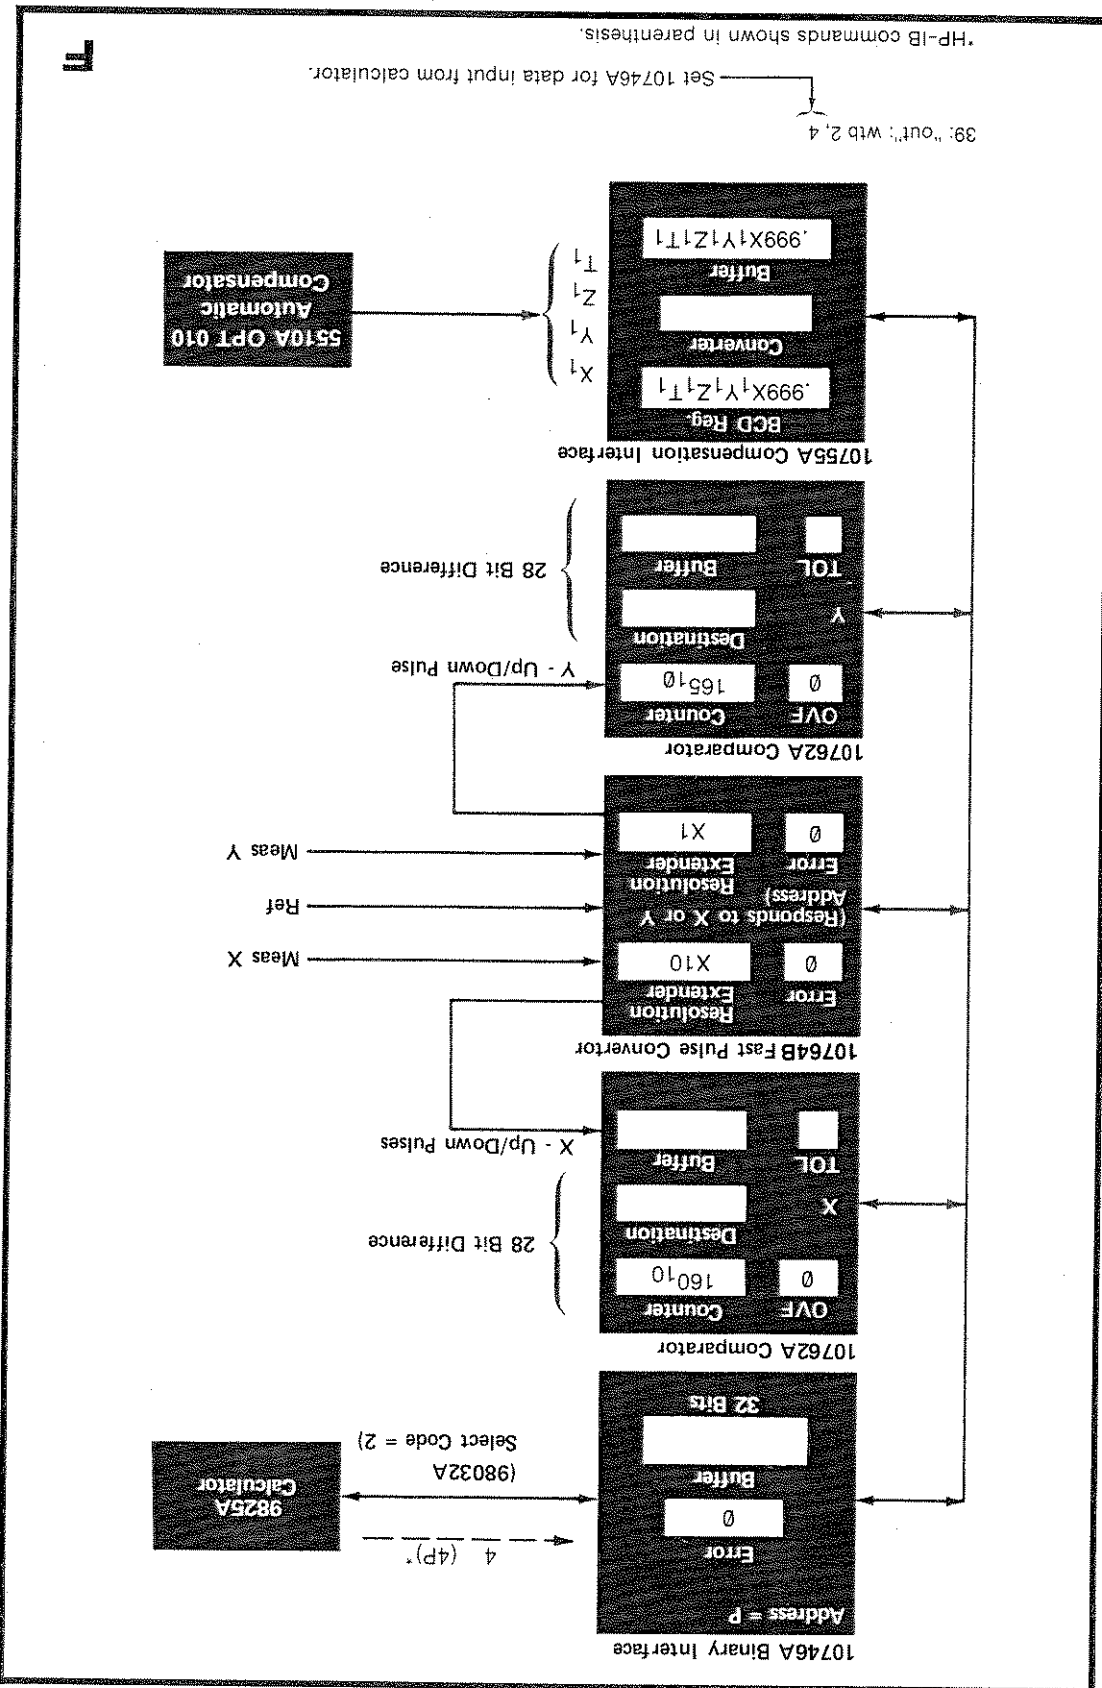 10746A Binary Interface
Address = P
Error
0
Buffer
32 Bits
4 (4P)*
(98032A
Select Code = 2)
9825A
Calculator
10762A Comparator
OVF
0
Counter
160₁₀
X
Destination
TOL
Buffer
28 Bit Difference
X - Up/Down Pulses
10764B Fast Pulse Convertor
Error
0
Resolution
Extender
X10
(Responds to X or Y
Address)
Error
0
Resolution
Extender
X1
Meas X
Ref
Meas Y
10762A Comparator
OVF
0
Counter
165₁₀
Y
Destination
TOL
Buffer
Y - Up/Down Pulse
28 Bit Difference
10755A Compensation Interface
BCD Reg.
.999X₁Y₁Z₁T₁
Converter
Buffer
.999X₁Y₁Z₁T₁
X₁
Y₁
Z₁
T₁
5510A OPT 010
Automatic
Compensator
39: "out": wtb 2, 4
Set 10746A for data input from calculator.
*HP-IB commands shown in parenthesis.
F